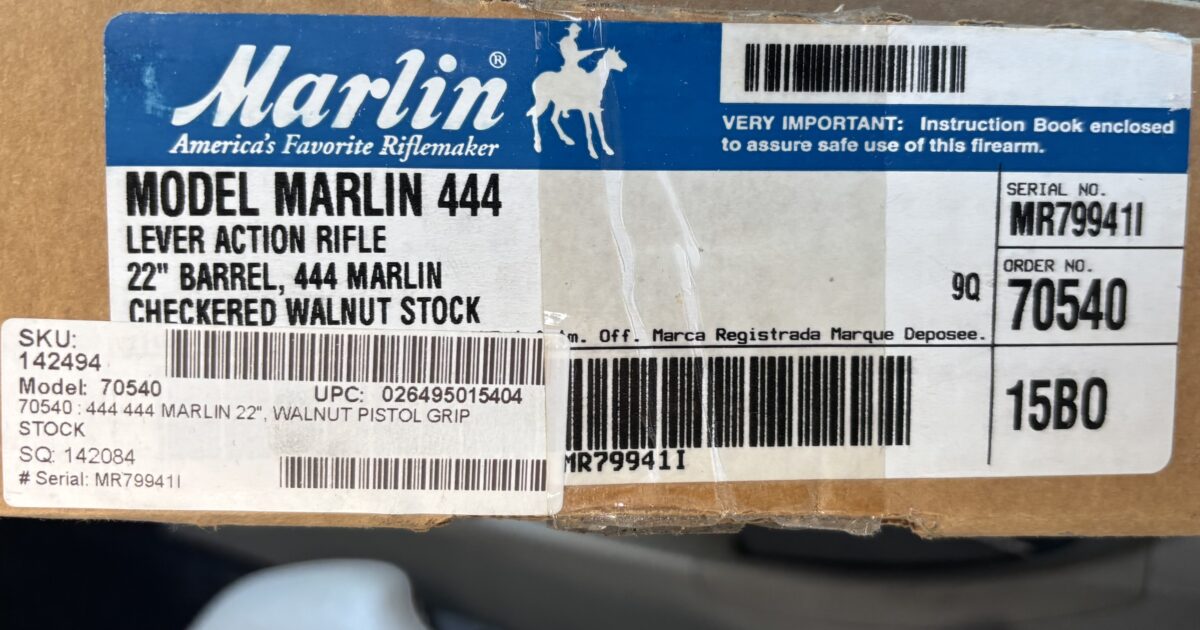 Marlin®
America's Favorite Riflemaker
VERY IMPORTANT: Instruction Book enclosed
to assure safe use of this firearm.
MODEL MARLIN 444
LEVER ACTION RIFLE
22" BARREL, 444 MARLIN
CHECKERED WALNUT STOCK
9Q
SERIAL NO.
MR79941I
ORDER NO.
70540
15BO
m. Off. Marca Registrada Marque Deposee.
MR79941I
SKU:
142494
Model: 70540
UPC: 026495015404
70540 : 444 444 MARLIN 22", WALNUT PISTOL GRIP
STOCK
SQ: 142084
# Serial: MR79941I